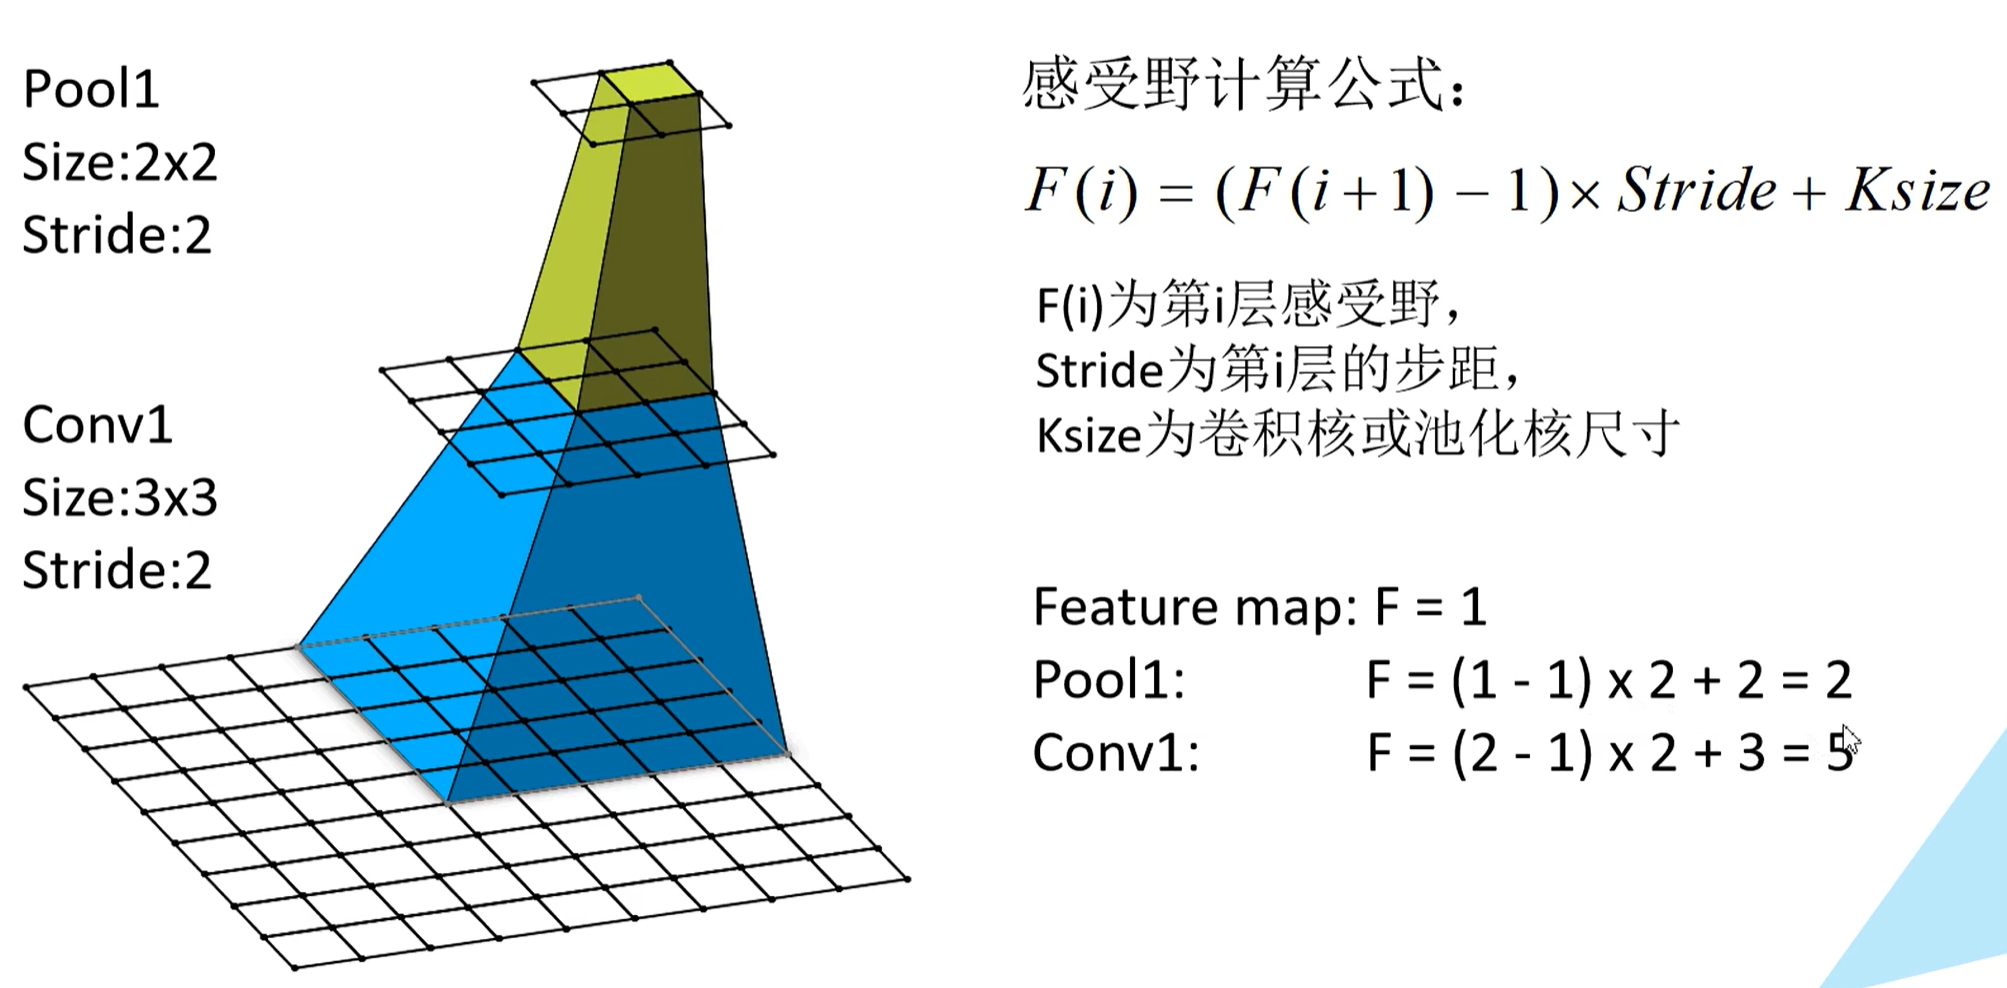 Pool1
Size:2x2
Stride:2
Conv1
Size:3x3
Stride:2
感受野计算公式：
F(i) = (F(i+1) − 1)× Stride + Ksize
F(i)为第i层感受野，
Stride为第i层的步距，
Ksize为卷积核或池化核尺寸
Feature map: F = 1
Pool1: F = (1 - 1) x 2 + 2 = 2
Conv1: F = (2 - 1) x 2 + 3 = 5